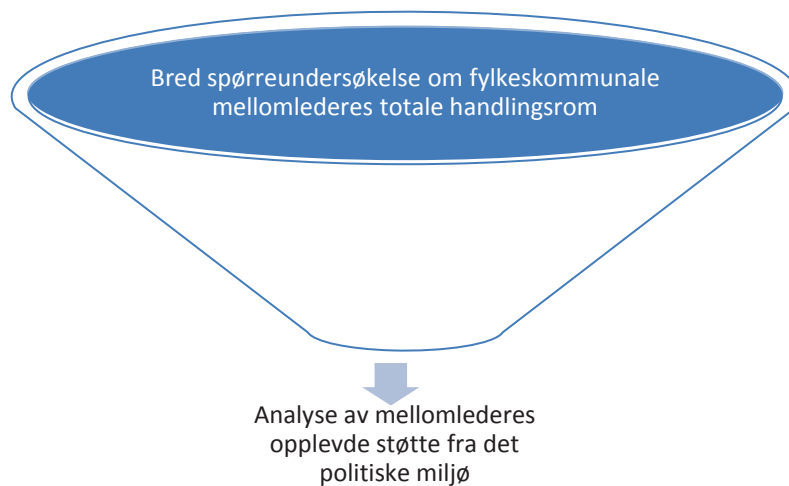 Bred spørreundersøkelse om fylkeskommunale
mellomlederes totale handlingsrom
Analyse av mellomlederes
opplevde støtte fra det
politiske miljø